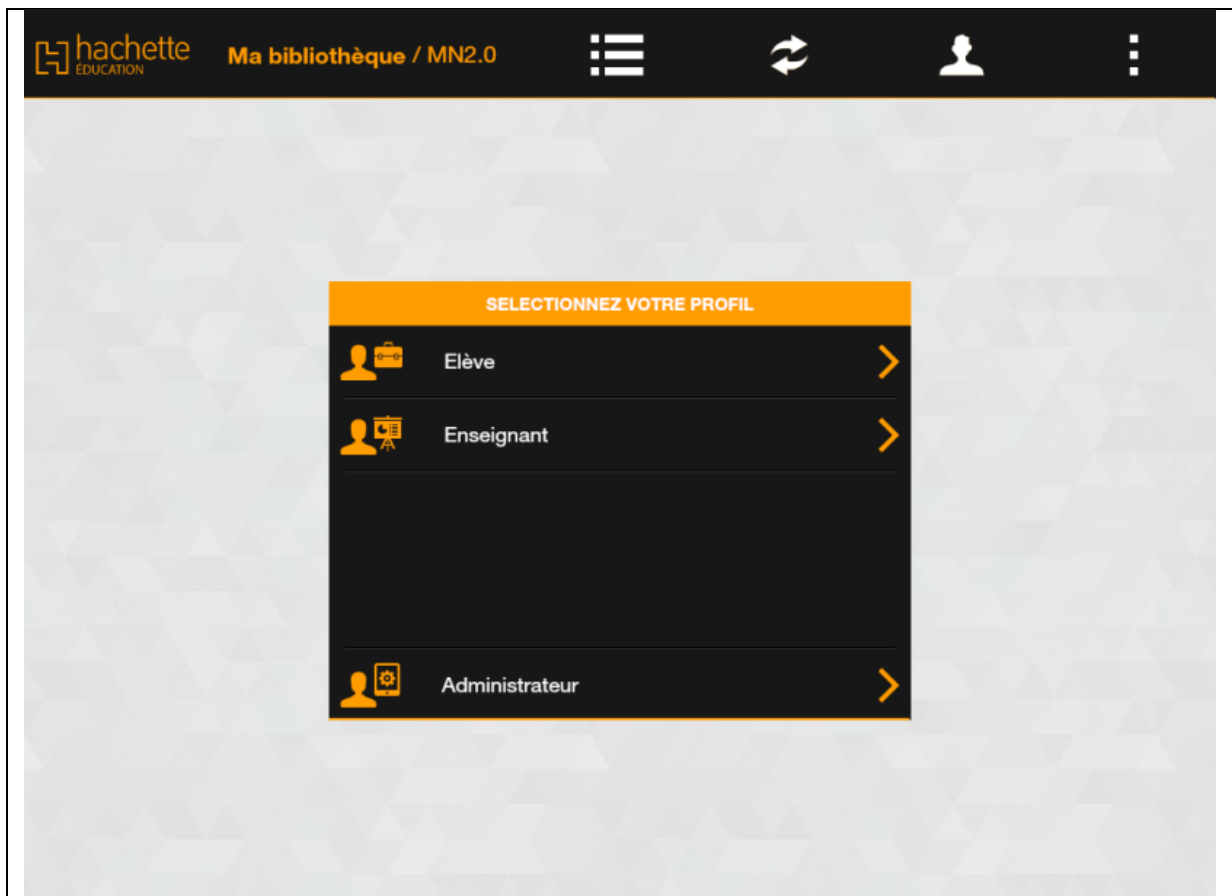 hachette
ÉDUCATION
Ma bibliothèque / MN2.0
SELECTIONNEZ VOTRE PROFIL
Elève
Enseignant
Administrateur